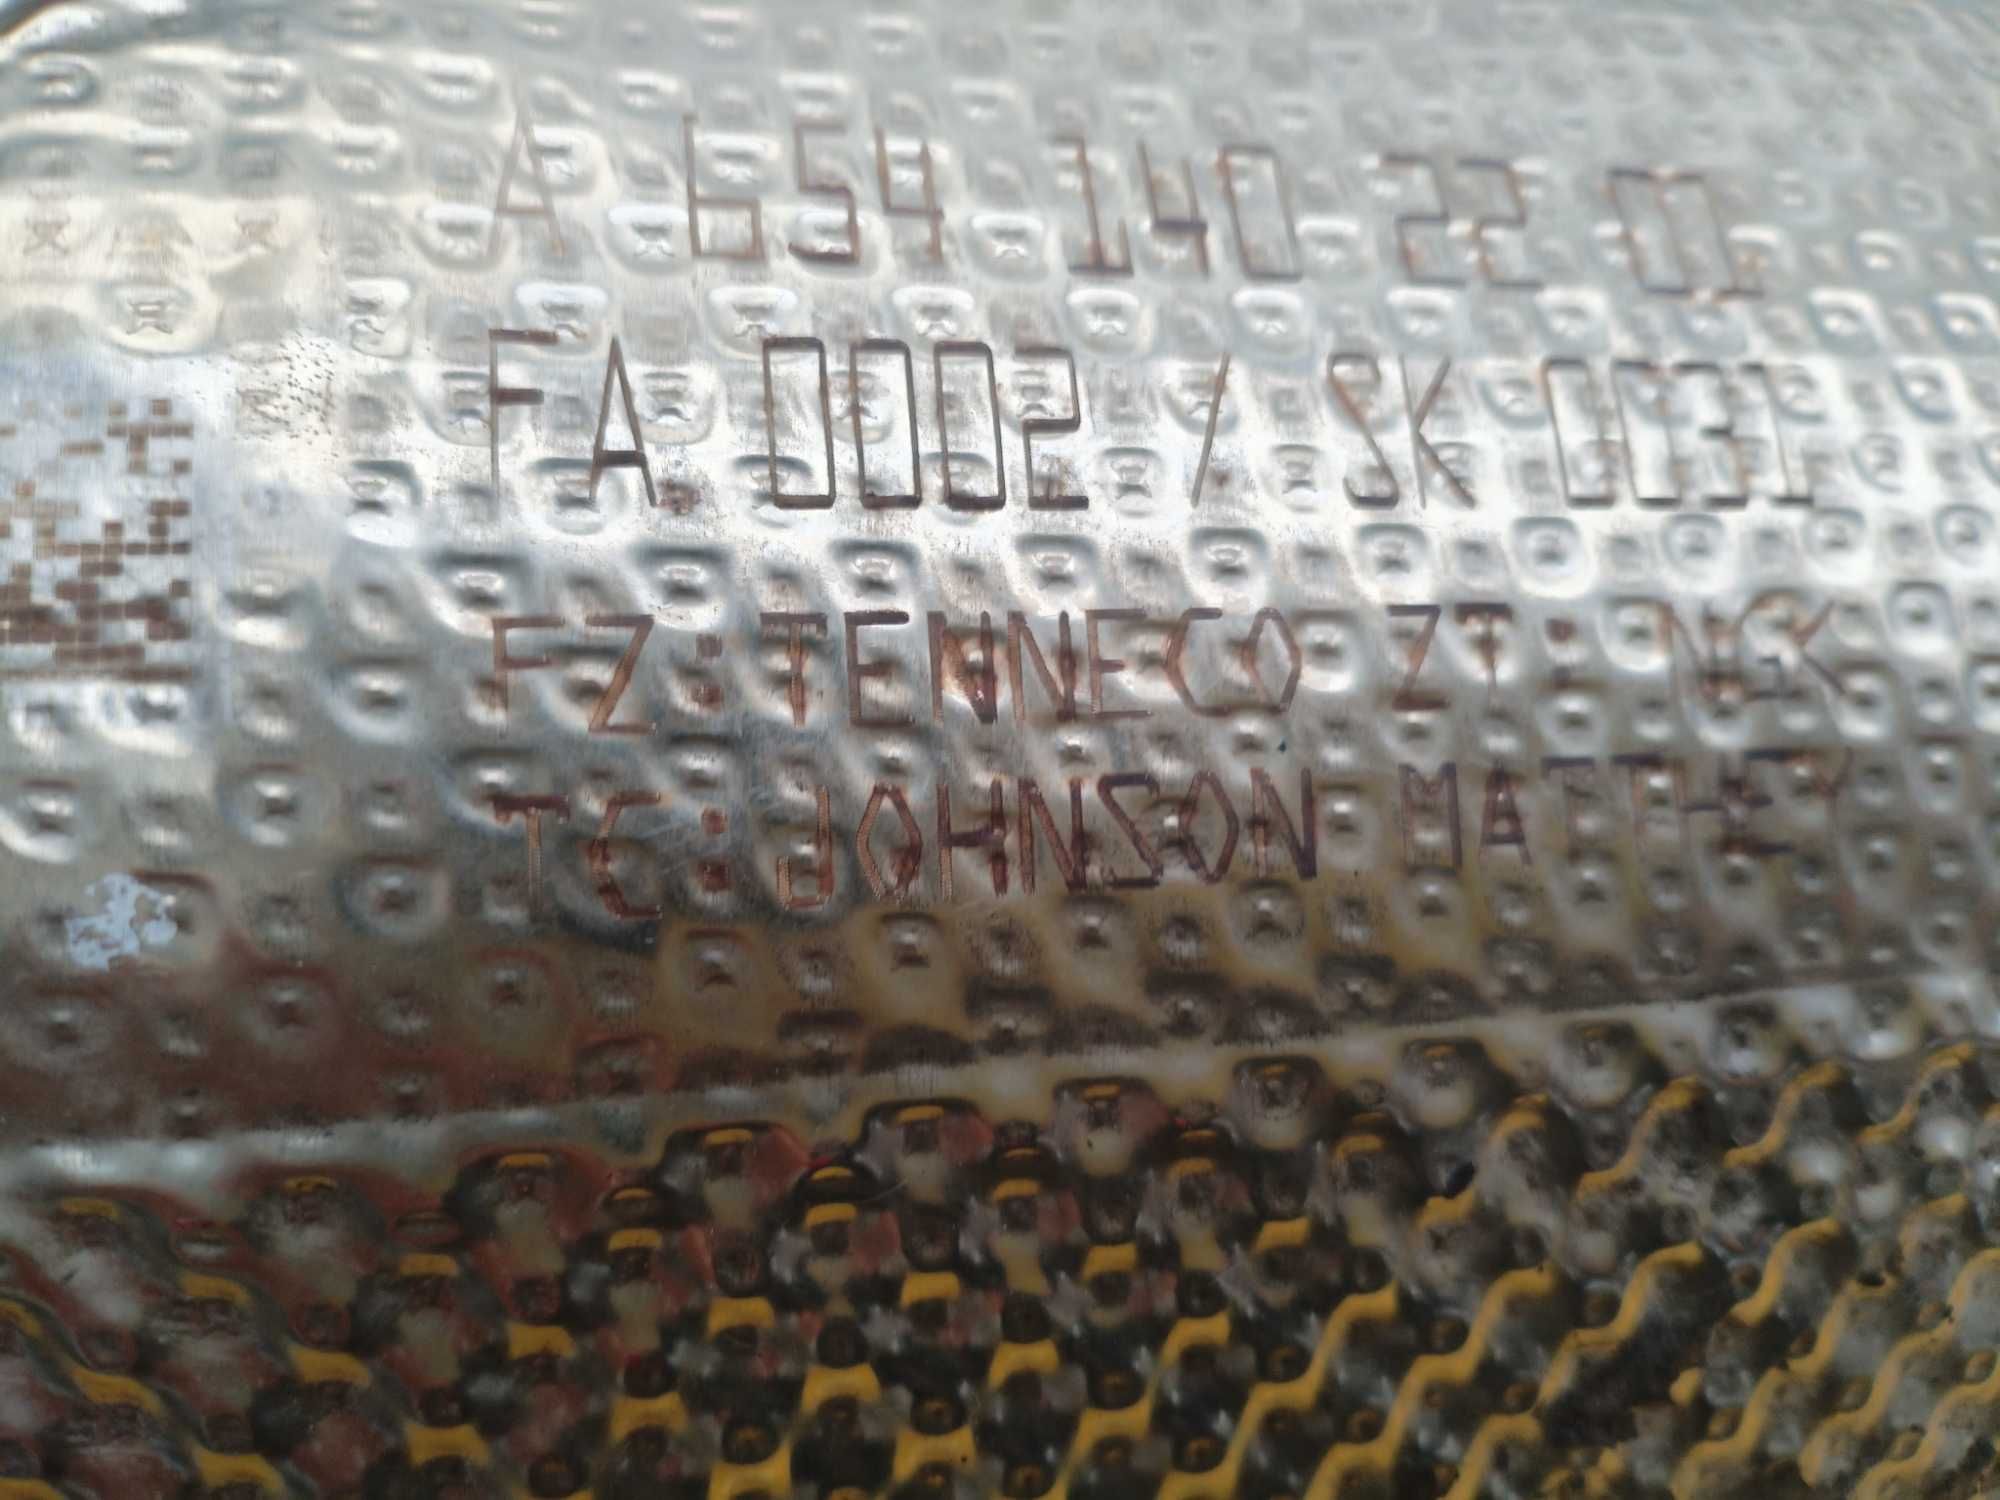 A 654 140 22 01
FA.0002 / SK 0031
FZ:TENNECO ZT: NGK
TC:JOHNSON MATTHEY